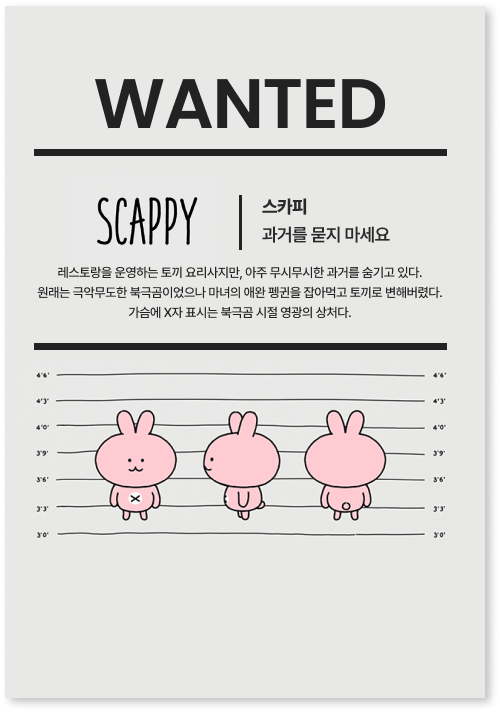 WANTED
SCAPPY
스카피
과거를 묻지 마세요
레스토랑을 운영하는 토끼 요리사지만, 아주 무시무시한 과거를 숨기고 있다.
원래는 극악무도한 북극곰이었으나 마녀의 애완 펭귄을 잡아먹고 토끼로 변해버렸다.
가슴에 X자 표시는 북극곰 시절 영광의 상처다.
4'6' 4'6'
4'3' 4'3'
4'0' 4'0'
3'9' 3'9'
3'6' 3'6'
3'3' 3'3'
3'0' 3'0'